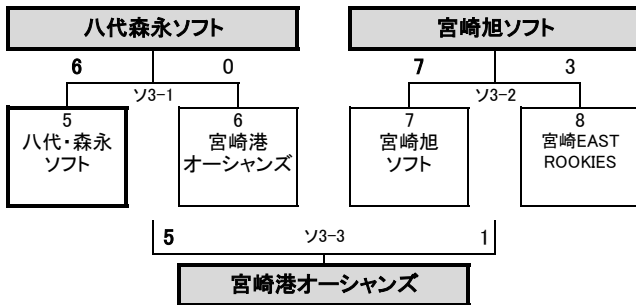 八代森永ソフト 宮崎旭ソフト
6 0 7 3
ソ3-1 ソ3-2
5 6 7 8
八代・森永 宮崎港 宮崎旭 宮崎EAST
ソフト オーシャンズ ソフト ROOKIES
5 ソ3-3 1
宮崎港オーシャンズ